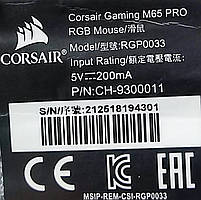 CORSAIR
Corsair Gaming M65 PRO
RGB Mouse/滑鼠
Model/型號:RGP0033
Input Rating/額定電壓電流:
5V⎓200mA
P/N:CH-9300011
S/N/序號:212518194301
CE EAC
MSIP-REM-CSI-RGP0033